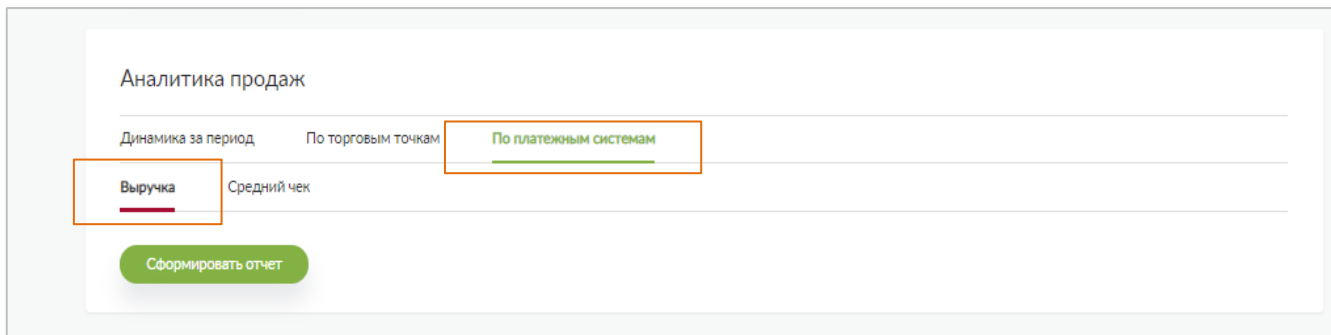 Аналитика продаж
Динамика за период По торговым точкам По платежным системам
Выручка Средний чек
Сформировать отчет